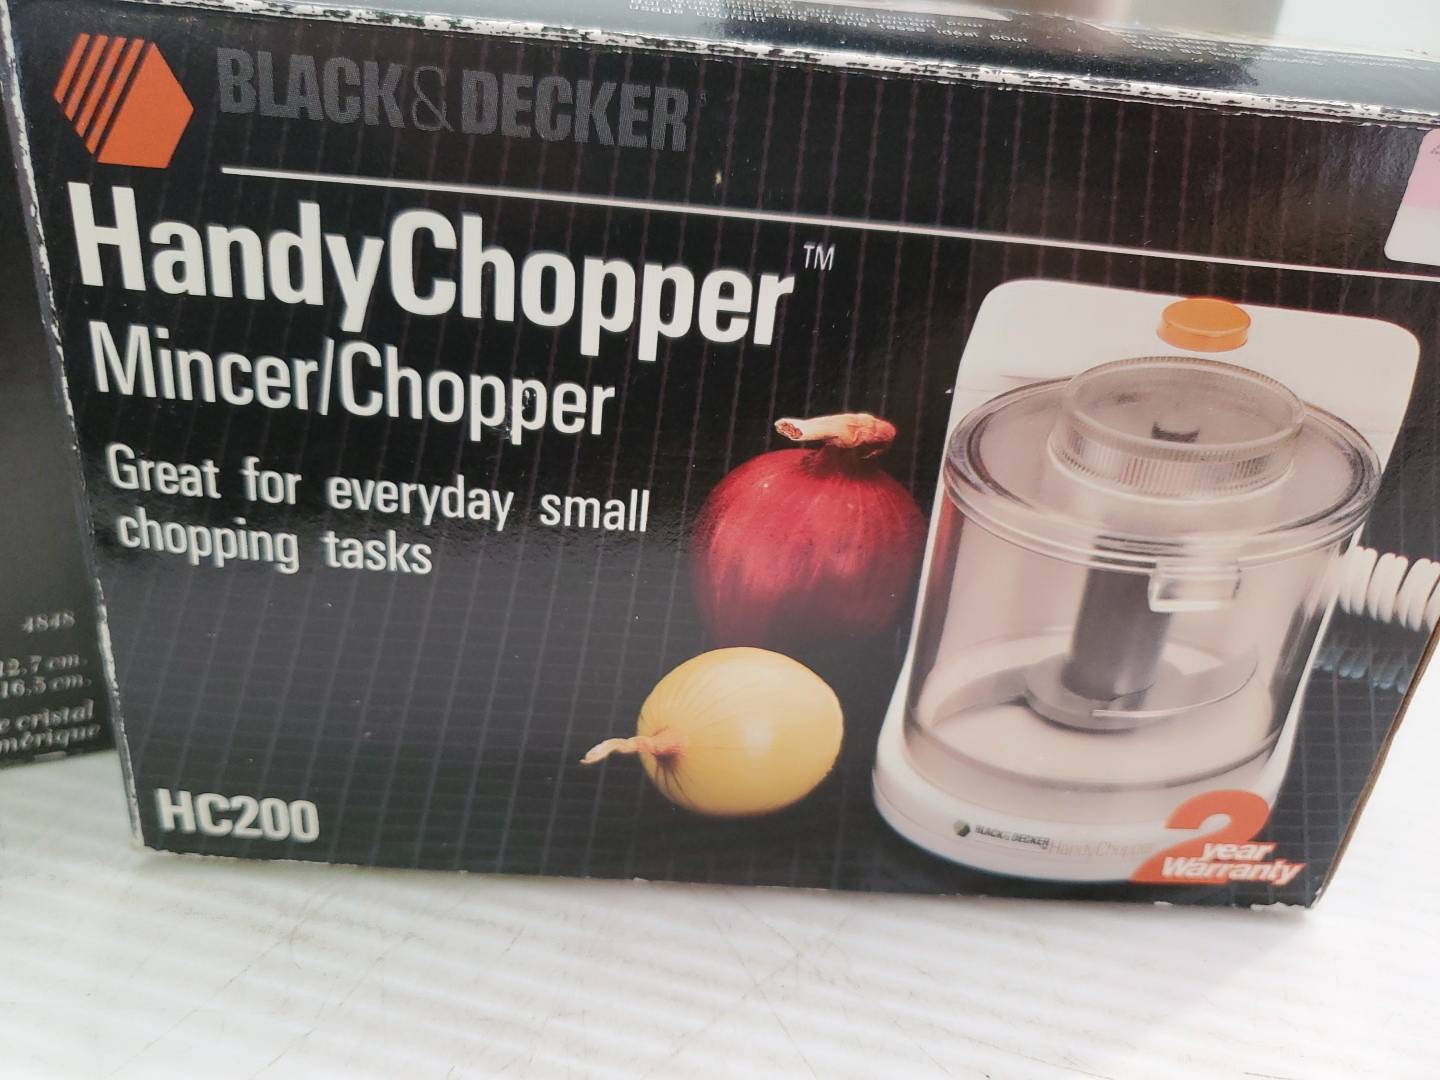 BLACK & DECKER
HandyChopper™
Mincer/Chopper
Great for everyday small
chopping tasks
HC200
BLACK & DECKER HandyChopper
2 year
Warranty
4848
12,7 cm.
16,5 cm.
cristal